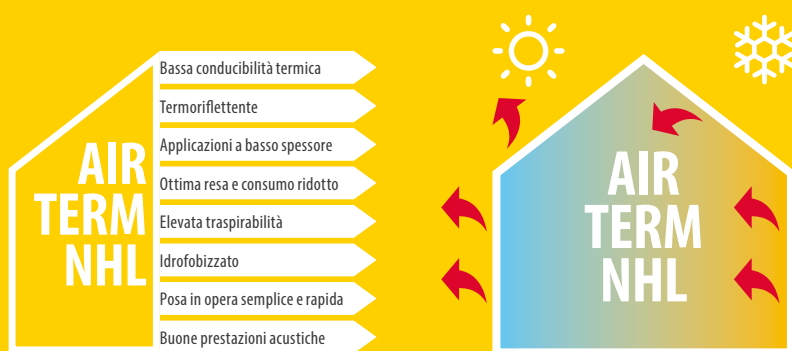 AIR
TERM
NHL
Bassa conducibilità termica
Termoriflettente
Applicazioni a basso spessore
Ottima resa e consumo ridotto
Elevata traspirabilità
Idrofobizzato
Posa in opera semplice e rapida
Buone prestazioni acustiche
AIR
TERM
NHL